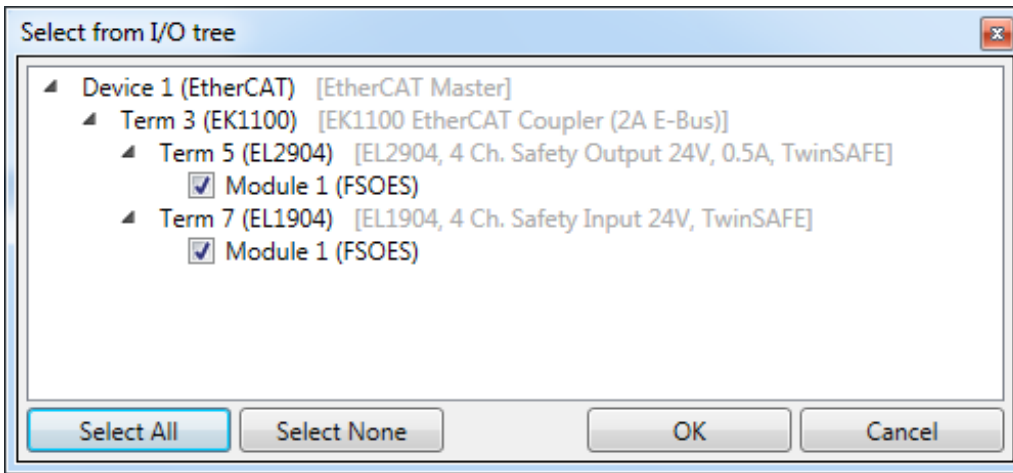 Select from I/O tree
Device 1 (EtherCAT) [EtherCAT Master]
Term 3 (EK1100) [EK1100 EtherCAT Coupler (2A E-Bus)]
Term 5 (EL2904) [EL2904, 4 Ch. Safety Output 24V, 0.5A, TwinSAFE]
Module 1 (FSOES)
Term 7 (EL1904) [EL1904, 4 Ch. Safety Input 24V, TwinSAFE]
Module 1 (FSOES)
Select All Select None OK Cancel